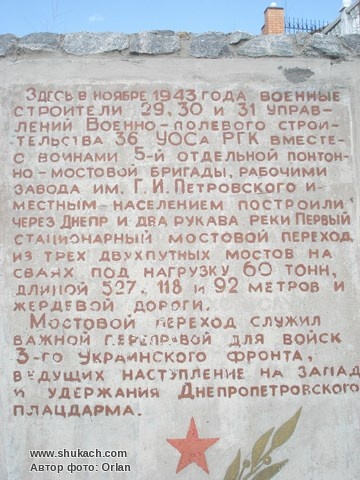 Здесь в ноябре 1943 года военные
строители 29, 30 и 31 управ-
лений Военно-полевого строи-
тельства 36 УОСа РГК вместе-
с воинами 5-й отдельной понтон-
но-мостовой бригады, рабочими
завода им. Г.И. Петровского и-
местным населением построили
через Днепр и два рукава реки Первый
стационарный мостовой переход
из трех двухпутных мостов на
сваях под нагрузку 60 тонн,
длиной 527, 118 и 92 метров и
жердевой дороги.
Мостовой переход служил
важной переправой для войск
3-го Украинского фронта,
ведущих наступление на запад
и удержания Днепропетровского
плацдарма.
www.shukach.com
Автор фото: Orlan